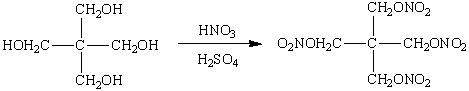 CH₂OH
HOH₂C CH₂OH
CH₂OH
HNO₃
H₂SO₄
CH₂ONO₂
O₂NOH₂C CH₂ONO₂
CH₂ONO₂